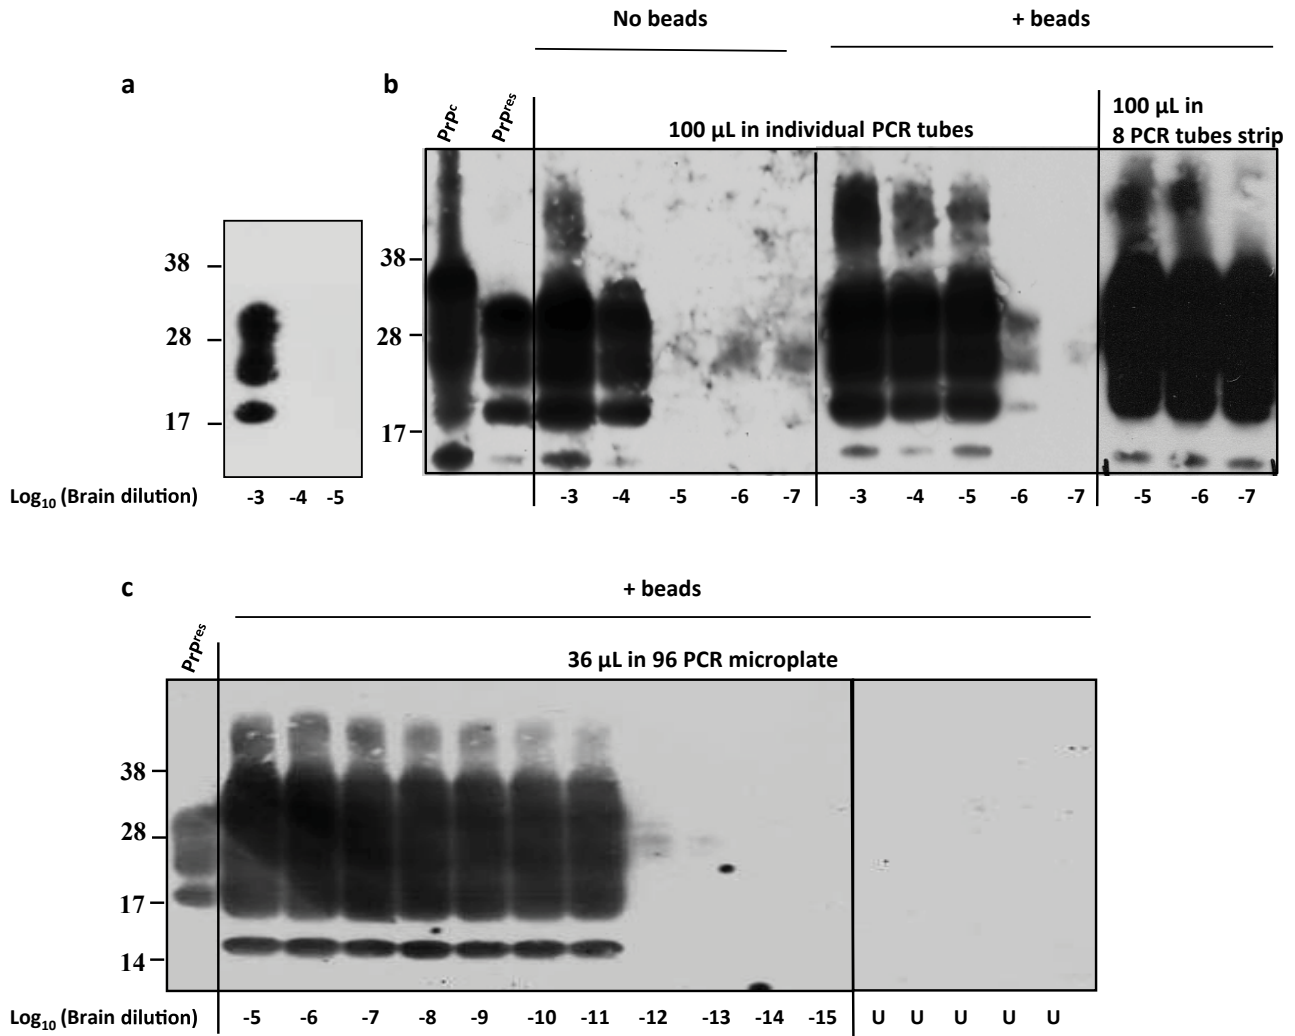 No beads
+ beads
a
b
PrPᶜ
PrPʳᵉˢ
100 µL in individual PCR tubes
100 µL in
8 PCR tubes strip
38
28
17
38
28
17
Log₁₀ (Brain dilution) -3 -4 -5 -3 -4 -5 -6 -7 -3 -4 -5 -6 -7 -5 -6 -7
c
+ beads
PrPʳᵉˢ
36 µL in 96 PCR microplate
38
28
17
14
Log₁₀ (Brain dilution) -5 -6 -7 -8 -9 -10 -11 -12 -13 -14 -15 U U U U U